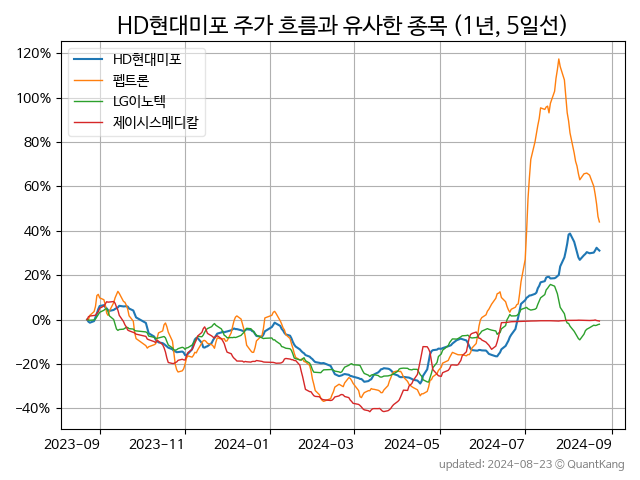 HD현대미포 주가 흐름과 유사한 종목 (1년, 5일선)
HD현대미포
펩트론
LG이노텍
제이시스메디칼
120%
100%
80%
60%
40%
20%
0%
−20%
−40%
2023-09
2023-11
2024-01
2024-03
2024-05
2024-07
2024-09
updated: 2024-08-23 © QuantKang